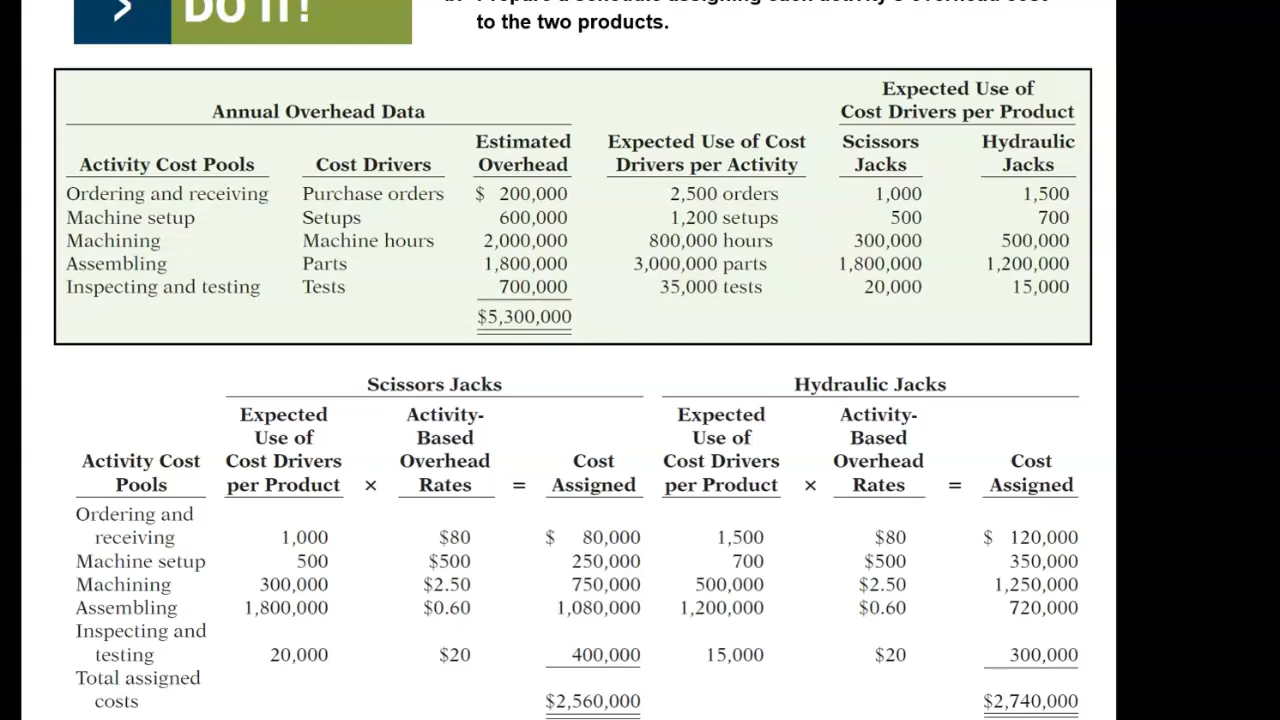 > DO IT!
to the two products.
Expected Use of
Annual Overhead Data Cost Drivers per Product
Estimated Expected Use of Cost Scissors Hydraulic
Activity Cost Pools Cost Drivers Overhead Drivers per Activity Jacks Jacks
Ordering and receiving Purchase orders $ 200,000 2,500 orders 1,000 1,500
Machine setup Setups 600,000 1,200 setups 500 700
Machining Machine hours 2,000,000 800,000 hours 300,000 500,000
Assembling Parts 1,800,000 3,000,000 parts 1,800,000 1,200,000
Inspecting and testing Tests 700,000 35,000 tests 20,000 15,000
$5,300,000
Scissors Jacks Hydraulic Jacks
Expected Activity- Expected Activity-
Use of Based Use of Based
Activity Cost Cost Drivers Overhead Cost Cost Drivers Overhead Cost
Pools per Product × Rates = Assigned per Product × Rates = Assigned
Ordering and
receiving 1,000 $80 $ 80,000 1,500 $80 $ 120,000
Machine setup 500 $500 250,000 700 $500 350,000
Machining 300,000 $2.50 750,000 500,000 $2.50 1,250,000
Assembling 1,800,000 $0.60 1,080,000 1,200,000 $0.60 720,000
Inspecting and
testing 20,000 $20 400,000 15,000 $20 300,000
Total assigned
costs $2,560,000 $2,740,000